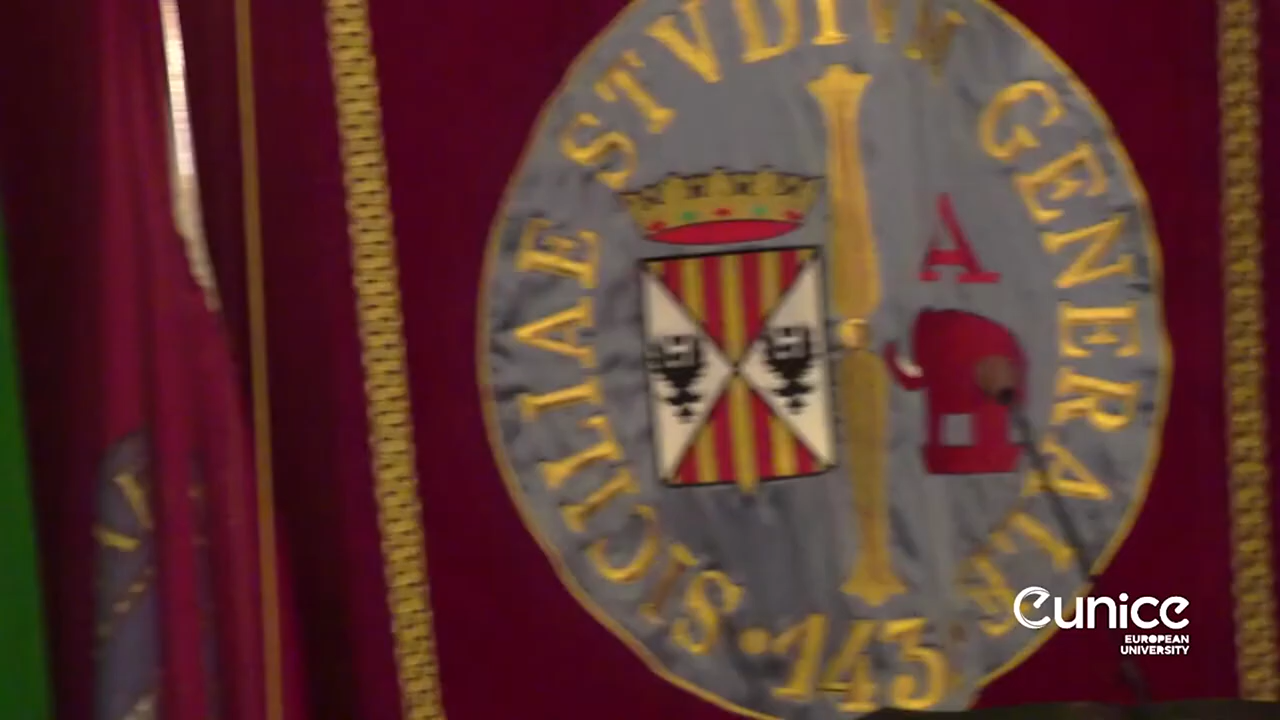 SICILIAE STVDIVM GENERALE
143
A
eunice
EUROPEAN
UNIVERSITY